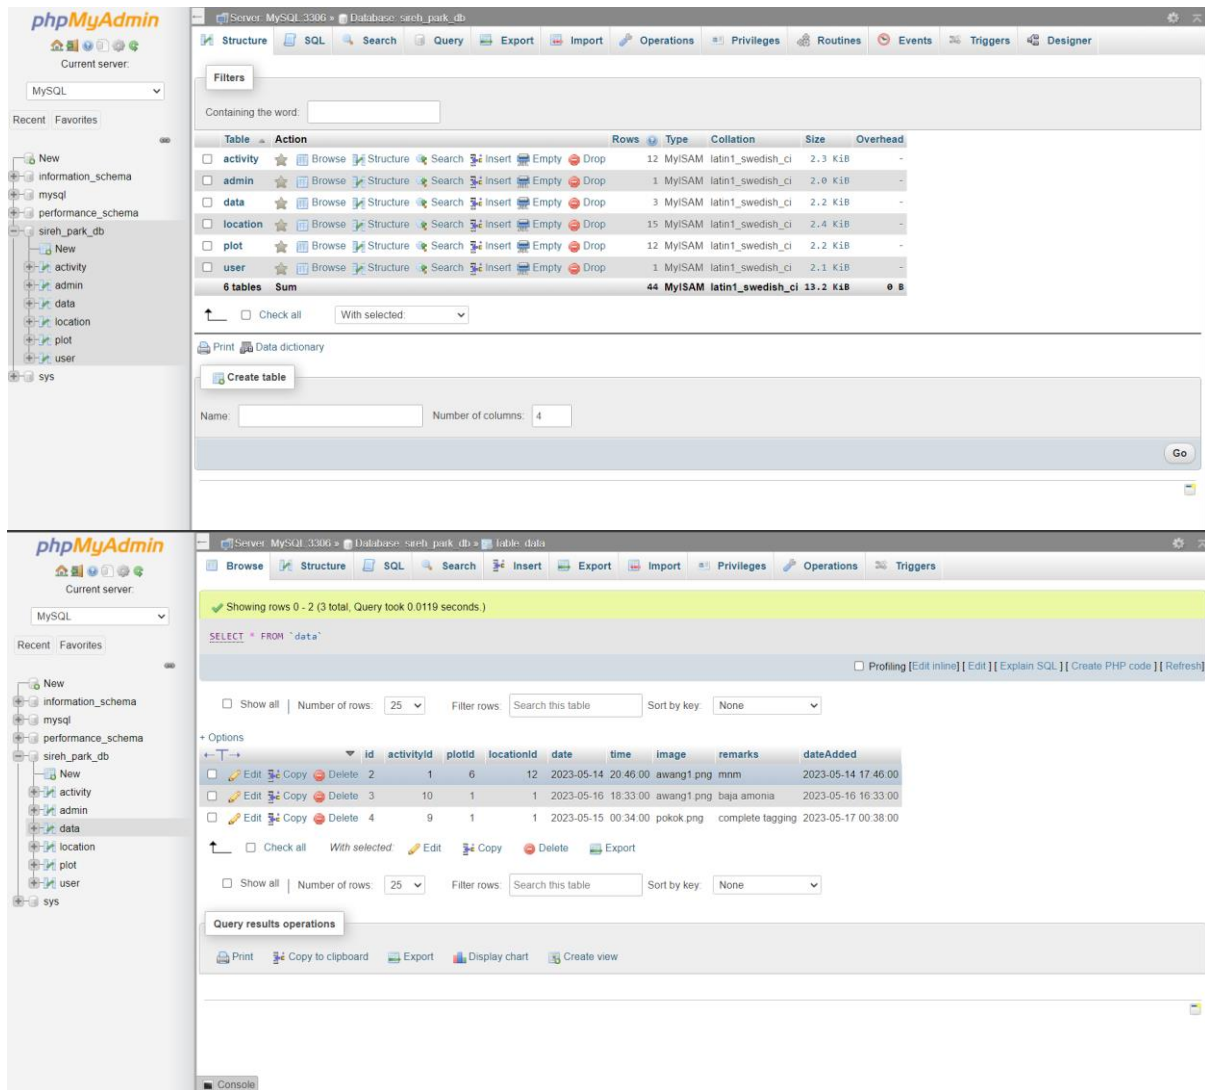 phpMyAdmin
Current server:
MySQL
Recent Favorites
New
information_schema
mysql
performance_schema
sireh_park_db
New
activity
admin
data
location
plot
user
sys
Server: MySQL:3306 » Database: sireh_park_db
Structure SQL Search Query Export Import Operations Privileges Routines Events Triggers Designer
Filters
Containing the word:
Table Action Rows Type Collation Size Overhead
activity Browse Structure Search Insert Empty Drop 12 MyISAM latin1_swedish_ci 2.3 KiB -
admin Browse Structure Search Insert Empty Drop 1 MyISAM latin1_swedish_ci 2.0 KiB -
data Browse Structure Search Insert Empty Drop 3 MyISAM latin1_swedish_ci 2.2 KiB -
location Browse Structure Search Insert Empty Drop 15 MyISAM latin1_swedish_ci 2.4 KiB -
plot Browse Structure Search Insert Empty Drop 12 MyISAM latin1_swedish_ci 2.2 KiB -
user Browse Structure Search Insert Empty Drop 1 MyISAM latin1_swedish_ci 2.1 KiB -
6 tables Sum 44 MyISAM latin1_swedish_ci 13.2 KiB 0 B
Check all With selected:
Print Data dictionary
Create table
Name: Number of columns: 4
Go
phpMyAdmin
Current server:
MySQL
Recent Favorites
New
information_schema
mysql
performance_schema
sireh_park_db
New
activity
admin
data
location
plot
user
sys
Server: MySQL:3306 » Database: sireh_park_db » Table: data
Browse Structure SQL Search Insert Export Import Privileges Operations Triggers
Showing rows 0 - 2 (3 total, Query took 0.0119 seconds.)
SELECT * FROM `data`
Profiling [Edit inline] [ Edit ] [ Explain SQL ] [ Create PHP code ] [ Refresh]
Show all | Number of rows: 25 Filter rows: Search this table Sort by key: None
+ Options
←T→ id activityId plotId locationId date time image remarks dateAdded
Edit Copy Delete 2 1 6 12 2023-05-14 20:46:00 awang1.png mnm 2023-05-14 17:46:00
Edit Copy Delete 3 10 1 1 2023-05-16 18:33:00 awang1.png baja amonia 2023-05-16 16:33:00
Edit Copy Delete 4 9 1 1 2023-05-15 00:34:00 pokok.png complete tagging 2023-05-17 00:38:00
Check all With selected: Edit Copy Delete Export
Show all | Number of rows: 25 Filter rows: Search this table Sort by key: None
Query results operations
Print Copy to clipboard Export Display chart Create view
Console